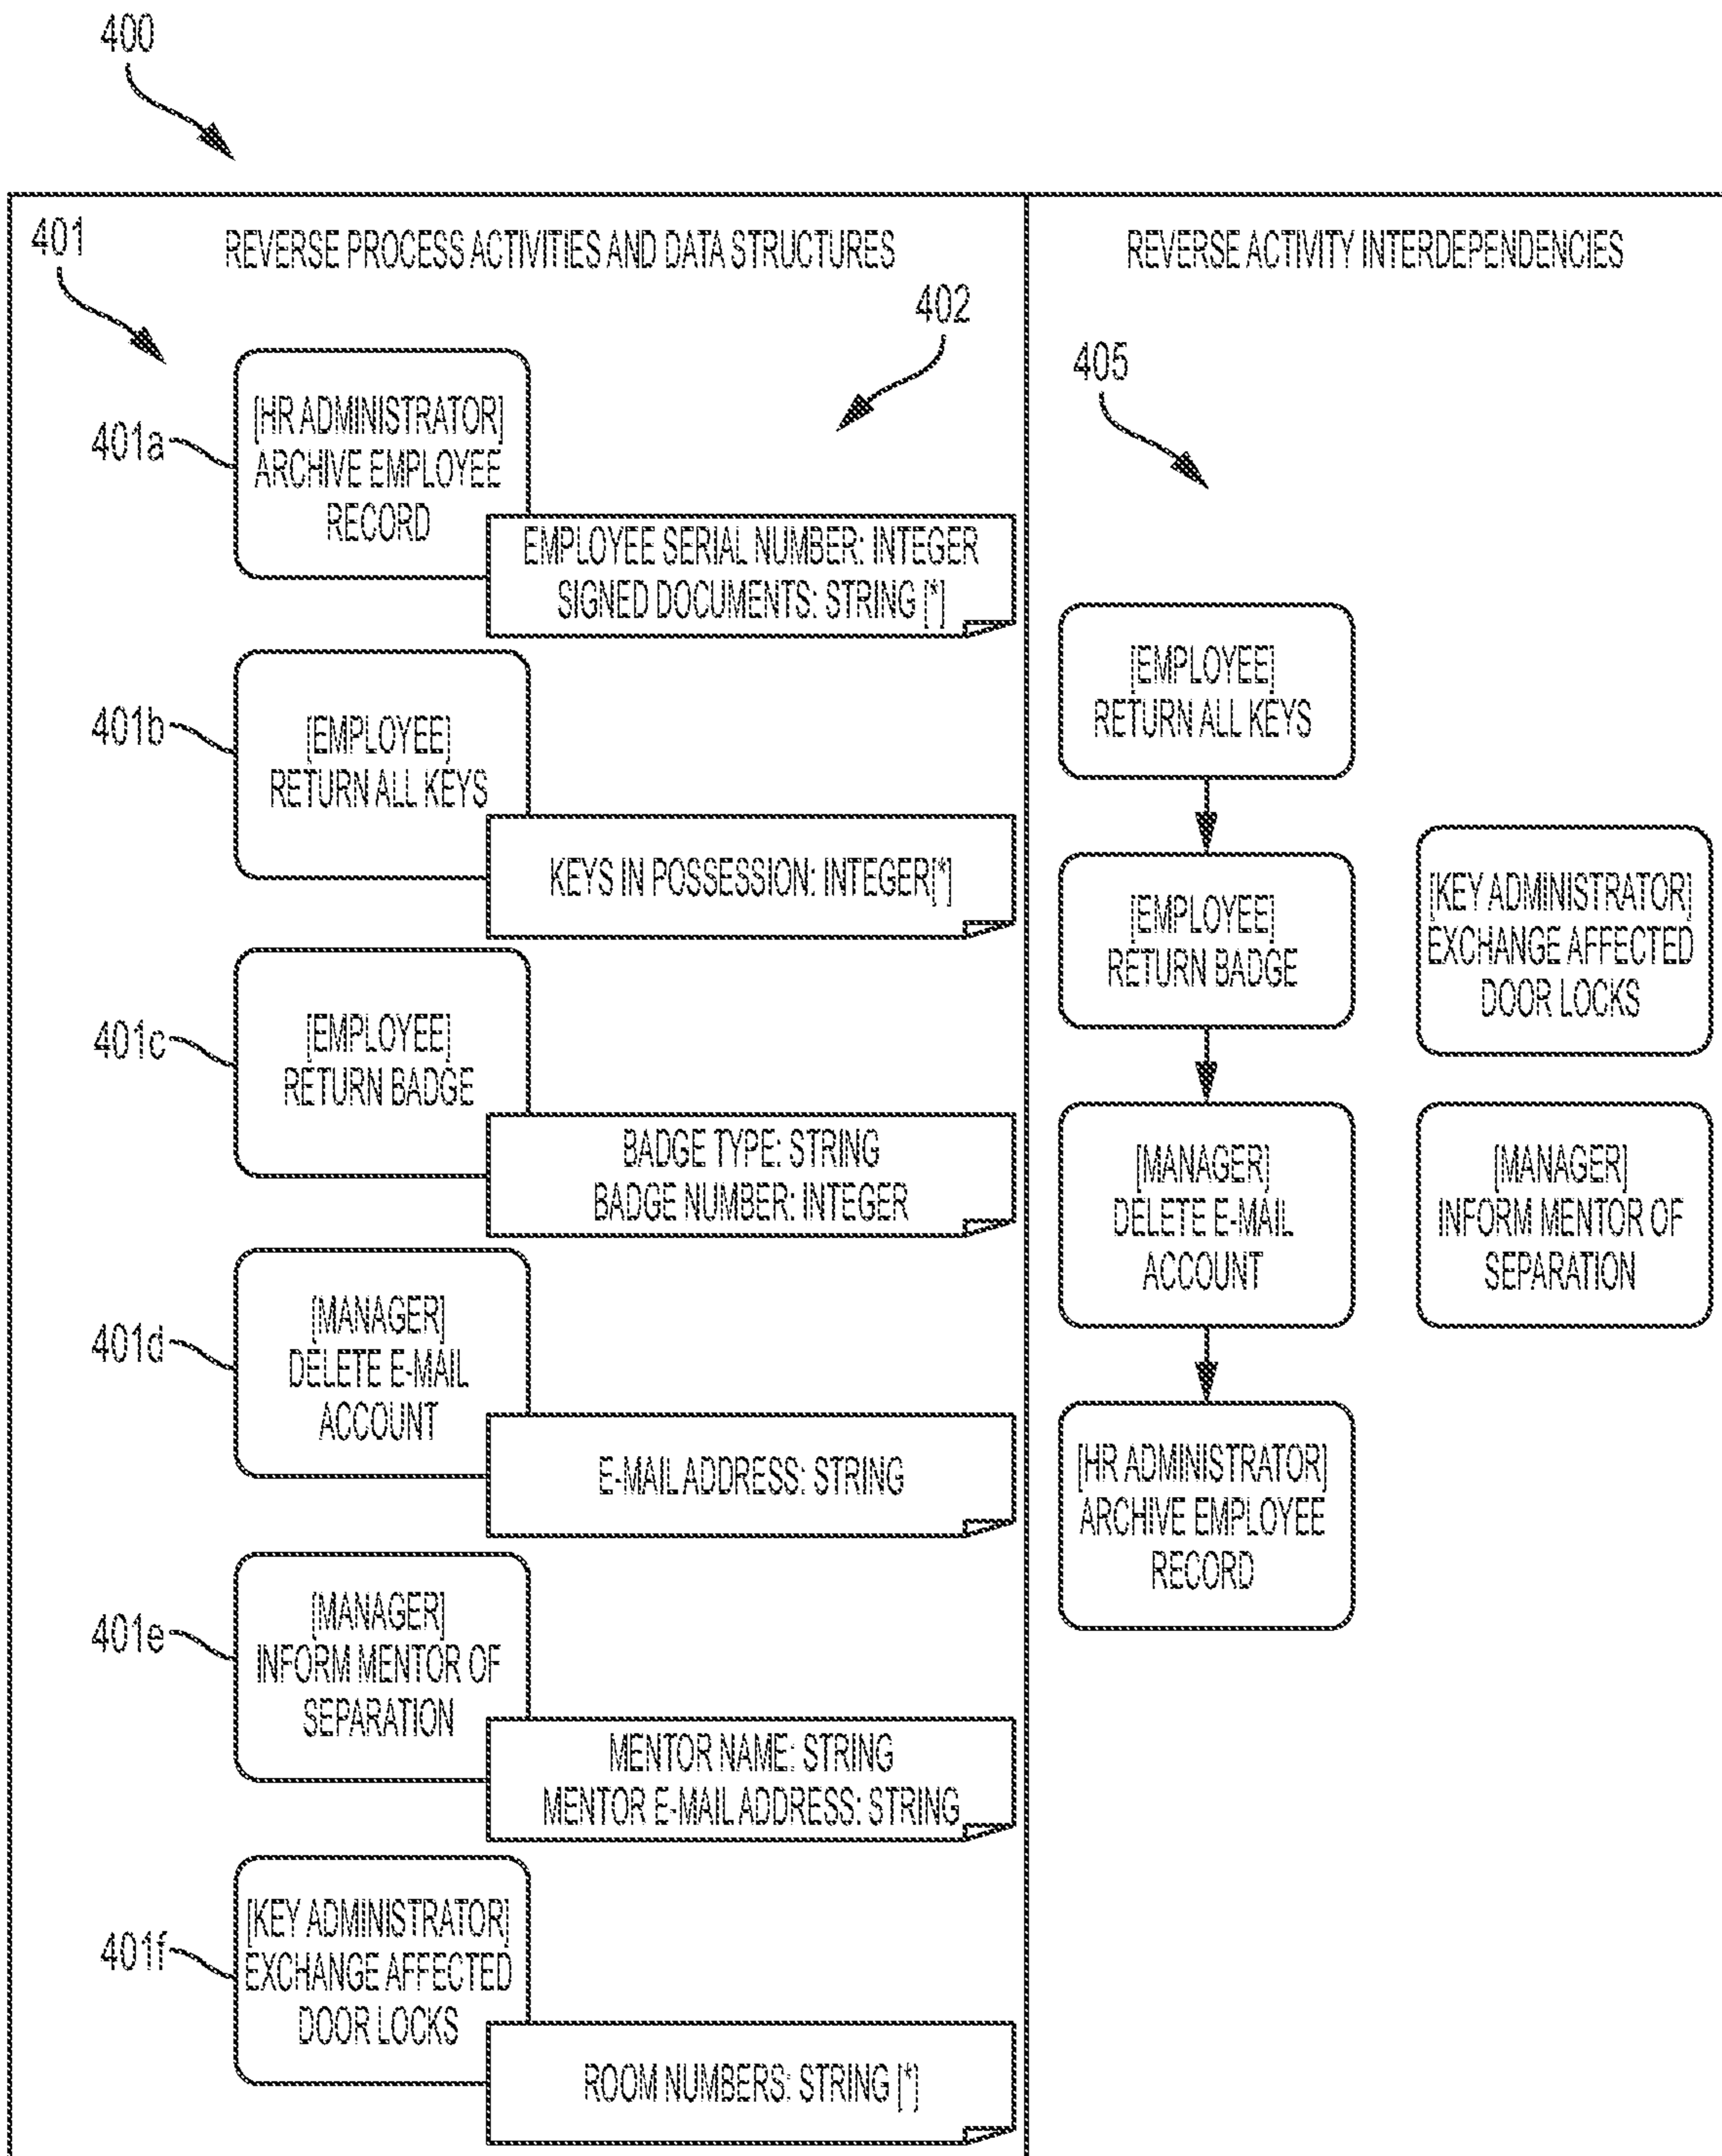 400
REVERSE PROCESS ACTIVITIES AND DATA STRUCTURES
401
402
401a
[HR ADMINISTRATOR]
ARCHIVE EMPLOYEE
RECORD
EMPLOYEE SERIAL NUMBER: INTEGER
SIGNED DOCUMENTS: STRING [*]
401b
[EMPLOYEE]
RETURN ALL KEYS
KEYS IN POSSESSION: INTEGER[*]
401c
[EMPLOYEE]
RETURN BADGE
BADGE TYPE: STRING
BADGE NUMBER: INTEGER
401d
[MANAGER]
DELETE E-MAIL
ACCOUNT
E-MAIL ADDRESS: STRING
401e
[MANAGER]
INFORM MENTOR OF
SEPARATION
MENTOR NAME: STRING
MENTOR E-MAIL ADDRESS: STRING
401f
[KEY ADMINISTRATOR]
EXCHANGE AFFECTED
DOOR LOCKS
ROOM NUMBERS: STRING [*]
REVERSE ACTIVITY INTERDEPENDENCIES
405
[EMPLOYEE]
RETURN ALL KEYS
[EMPLOYEE]
RETURN BADGE
[KEY ADMINISTRATOR]
EXCHANGE AFFECTED
DOOR LOCKS
[MANAGER]
DELETE E-MAIL
ACCOUNT
[MANAGER]
INFORM MENTOR OF
SEPARATION
[HR ADMINISTRATOR]
ARCHIVE EMPLOYEE
RECORD